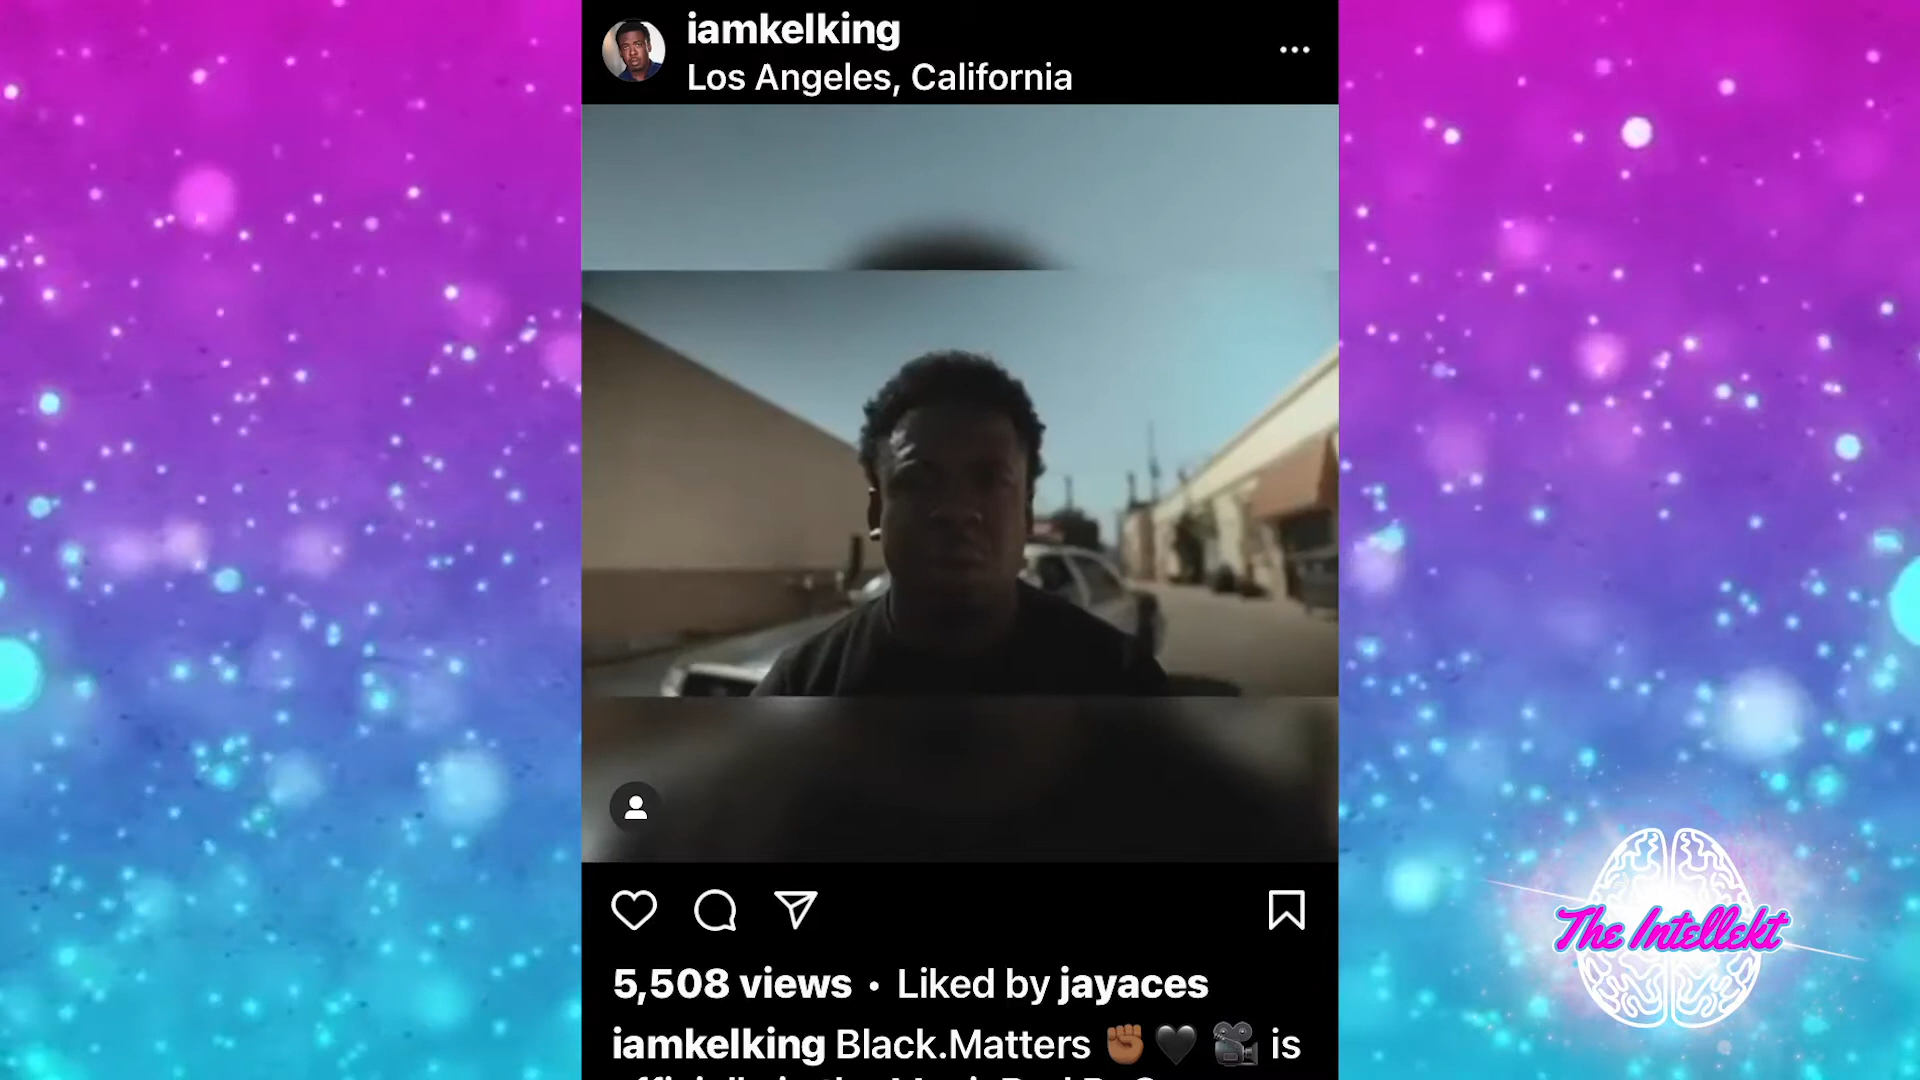 iamkelking
Los Angeles, California
5,508 views • Liked by jayaces
iamkelking Black.Matters ✊🏾🖤🎥 is
The Intellekt